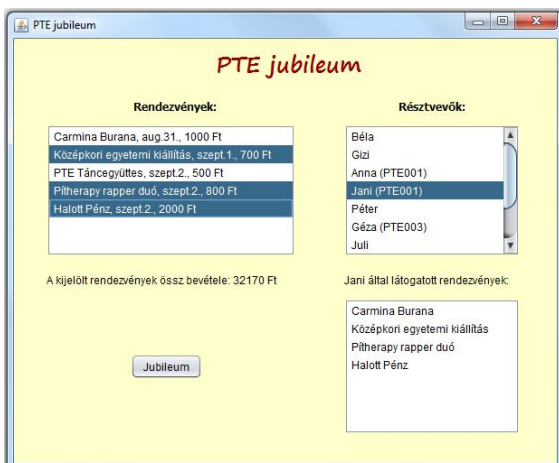 PTE jubileum
PTE jubileum
Rendezvények:
Carmina Burana, aug.31., 1000 Ft
Középkori egyetemi kiállítás, szept.1., 700 Ft
PTE Táncegyüttes, szept.2., 500 Ft
Pítherapy rapper duó, szept.2., 800 Ft
Halott Pénz, szept.2., 2000 Ft
A kijelölt rendezvények össz bevétele: 32170 Ft
Jubileum
Résztvevők:
Béla
Gizi
Anna (PTE001)
Jani (PTE001)
Péter
Géza (PTE003)
Juli
Jani által látogatott rendezvények:
Carmina Burana
Középkori egyetemi kiállítás
Pítherapy rapper duó
Halott Pénz